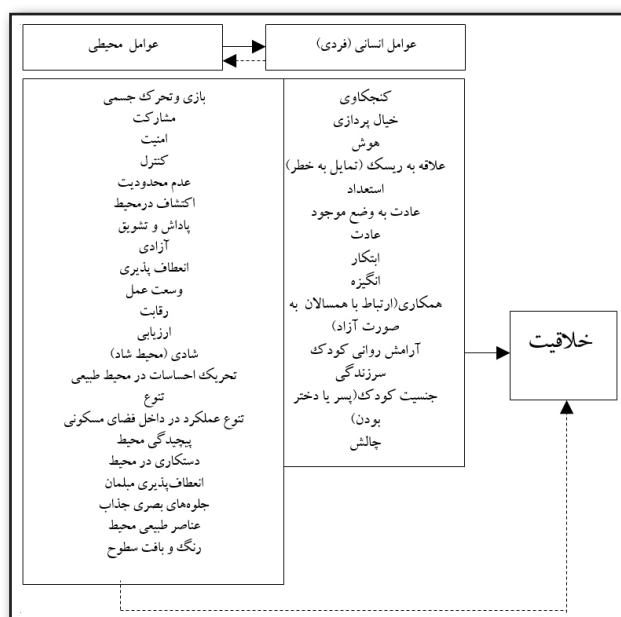 عوامل انسانی (فردی)
عوامل محیطی
کنجکاوی
خیال پردازی
هوش
علاقه به ریسک (تمایل به خطر)
استعداد
عادت به وضع موجود
عادت
ابتکار
انگیزه
همکاری(ارتباط با همسالان به
صورت آزاد)
آرامش روانی کودک
سرزندگی
جنسیت کودک(پسر یا دختر
بودن)
چالش
بازی وتحرک جسمی
مشارکت
امنیت
کنترل
عدم محدودیت
اکتشاف درمحیط
پاداش و تشویق
آزادی
انعطاف پذیری
وسعت عمل
رقابت
ارزیابی
شادی (محیط شاد)
تحریک احساسات در محیط طبیعی
تنوع
تنوع عملکرد در داخل فضای مسکونی
پیچیدگی محیط
دستکاری در محیط
انعطاف‌پذیری مبلمان
جلوه‌های بصری جذاب
عناصر طبیعی محیط
رنگ و بافت سطوح
خلاقیت